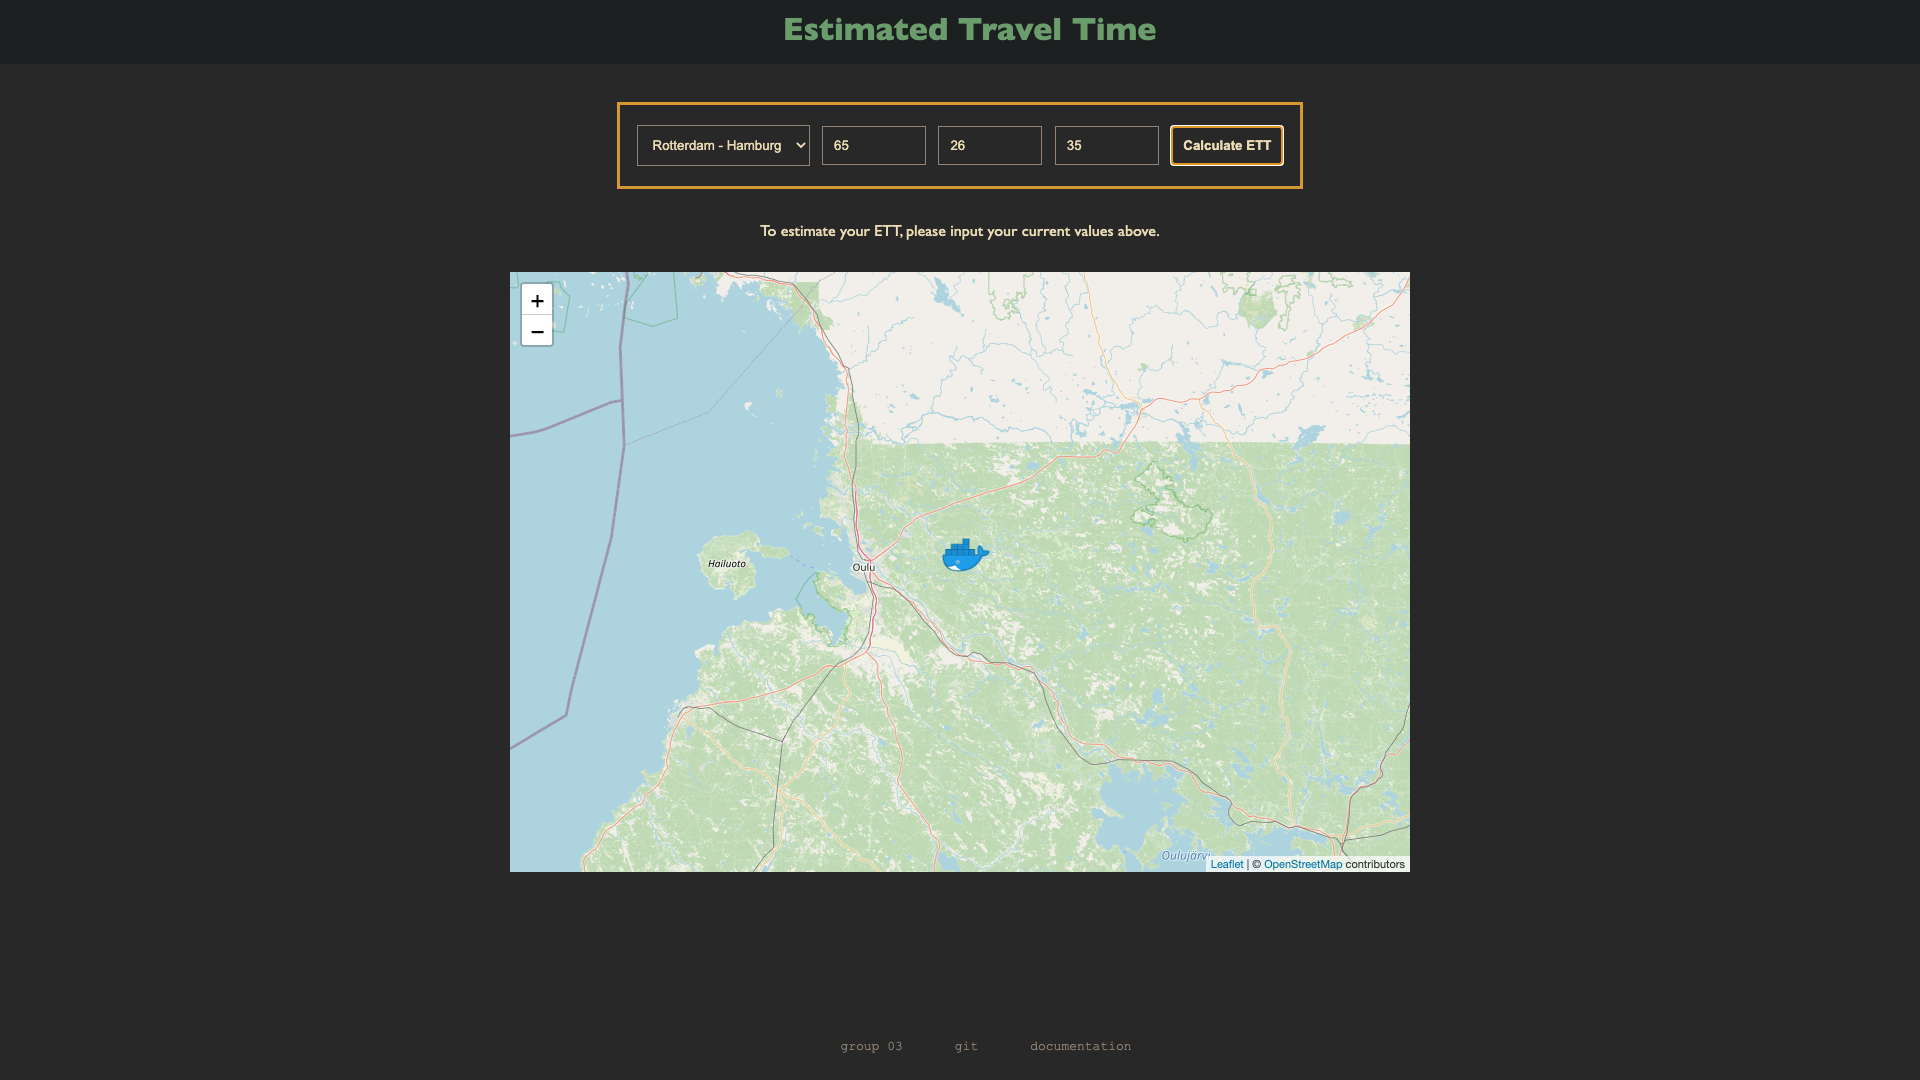 Estimated Travel Time
Rotterdam - Hamburg 65 26 35 Calculate ETT
To estimate your ETT, please input your current values above.
+
−
Hailuoto
Oulu
Oulujärvi
Leaflet | © OpenStreetMap contributors
group 03 git documentation